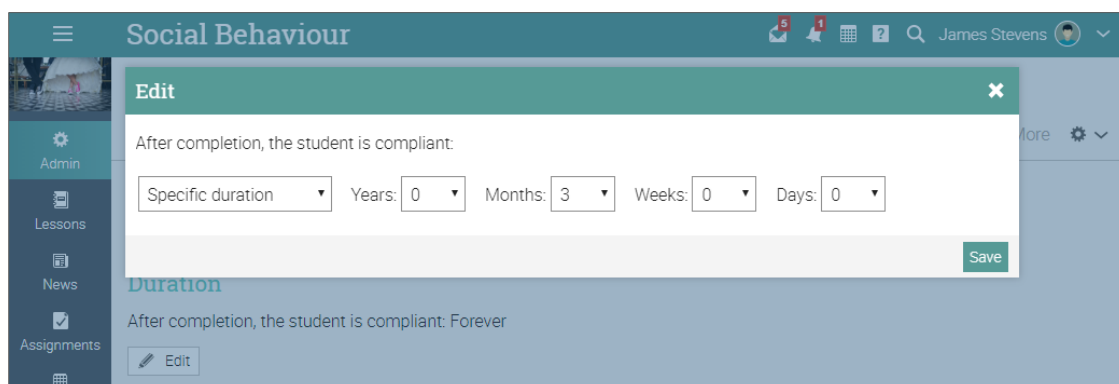 Social Behaviour
5
1
?
James Stevens
Edit
After completion, the student is compliant:
Specific duration Years: 0 Months: 3 Weeks: 0 Days: 0
Save
More
Admin
Lessons
News
Assignments
Duration
After completion, the student is compliant: Forever
Edit